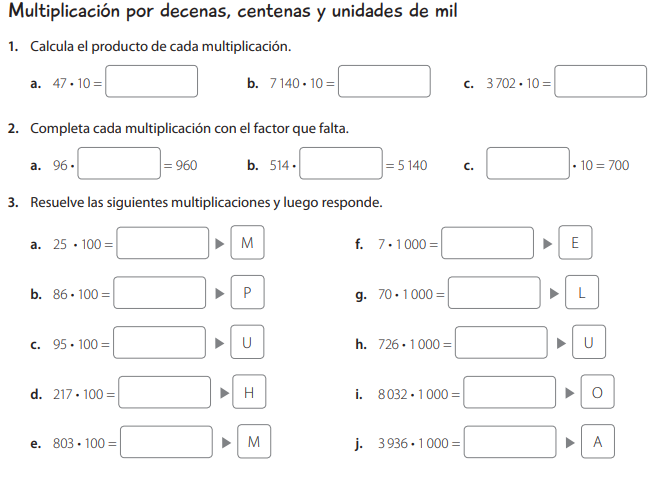 Multiplicación por decenas, centenas y unidades de mil
1. Calcula el producto de cada multiplicación.
a. 47 • 10 = b. 7 140 • 10 = c. 3 702 • 10 =
2. Completa cada multiplicación con el factor que falta.
a. 96 • = 960 b. 514 • = 5 140 c. • 10 = 700
3. Resuelve las siguientes multiplicaciones y luego responde.
a. 25 • 100 = ▶ M f. 7 • 1 000 = ▶ E
b. 86 • 100 = ▶ P g. 70 • 1 000 = ▶ L
c. 95 • 100 = ▶ U h. 726 • 1 000 = ▶ U
d. 217 • 100 = ▶ H i. 8 032 • 1 000 = ▶ O
e. 803 • 100 = ▶ M j. 3 936 • 1 000 = ▶ A